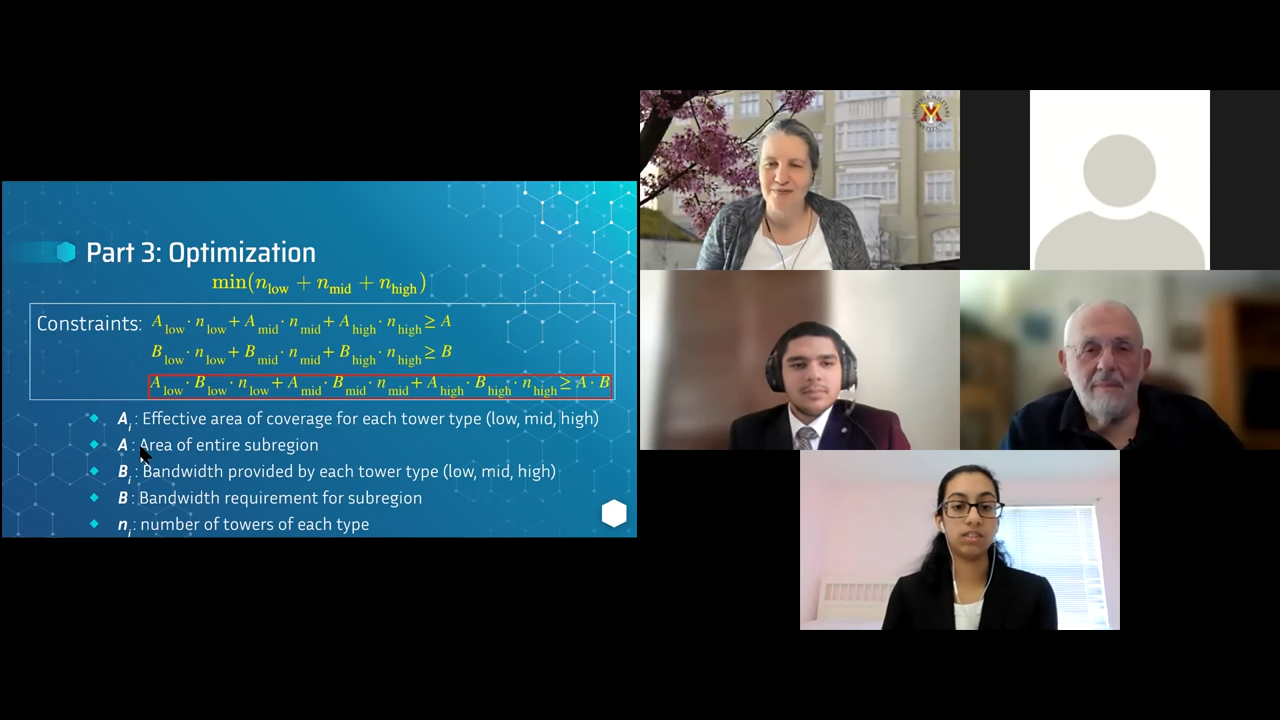 Part 3: Optimization
min(n_low + n_mid + n_high)
Constraints: A_low · n_low + A_mid · n_mid + A_high · n_high ≥ A
B_low · n_low + B_mid · n_mid + B_high · n_high ≥ B
A_low · B_low · n_low + A_mid · B_mid · n_mid + A_high · B_high · n_high ≥ A · B
A_i : Effective area of coverage for each tower type (low, mid, high)
A : Area of entire subregion
B_i : Bandwidth provided by each tower type (low, mid, high)
B : Bandwidth requirement for subregion
n_i : number of towers of each type